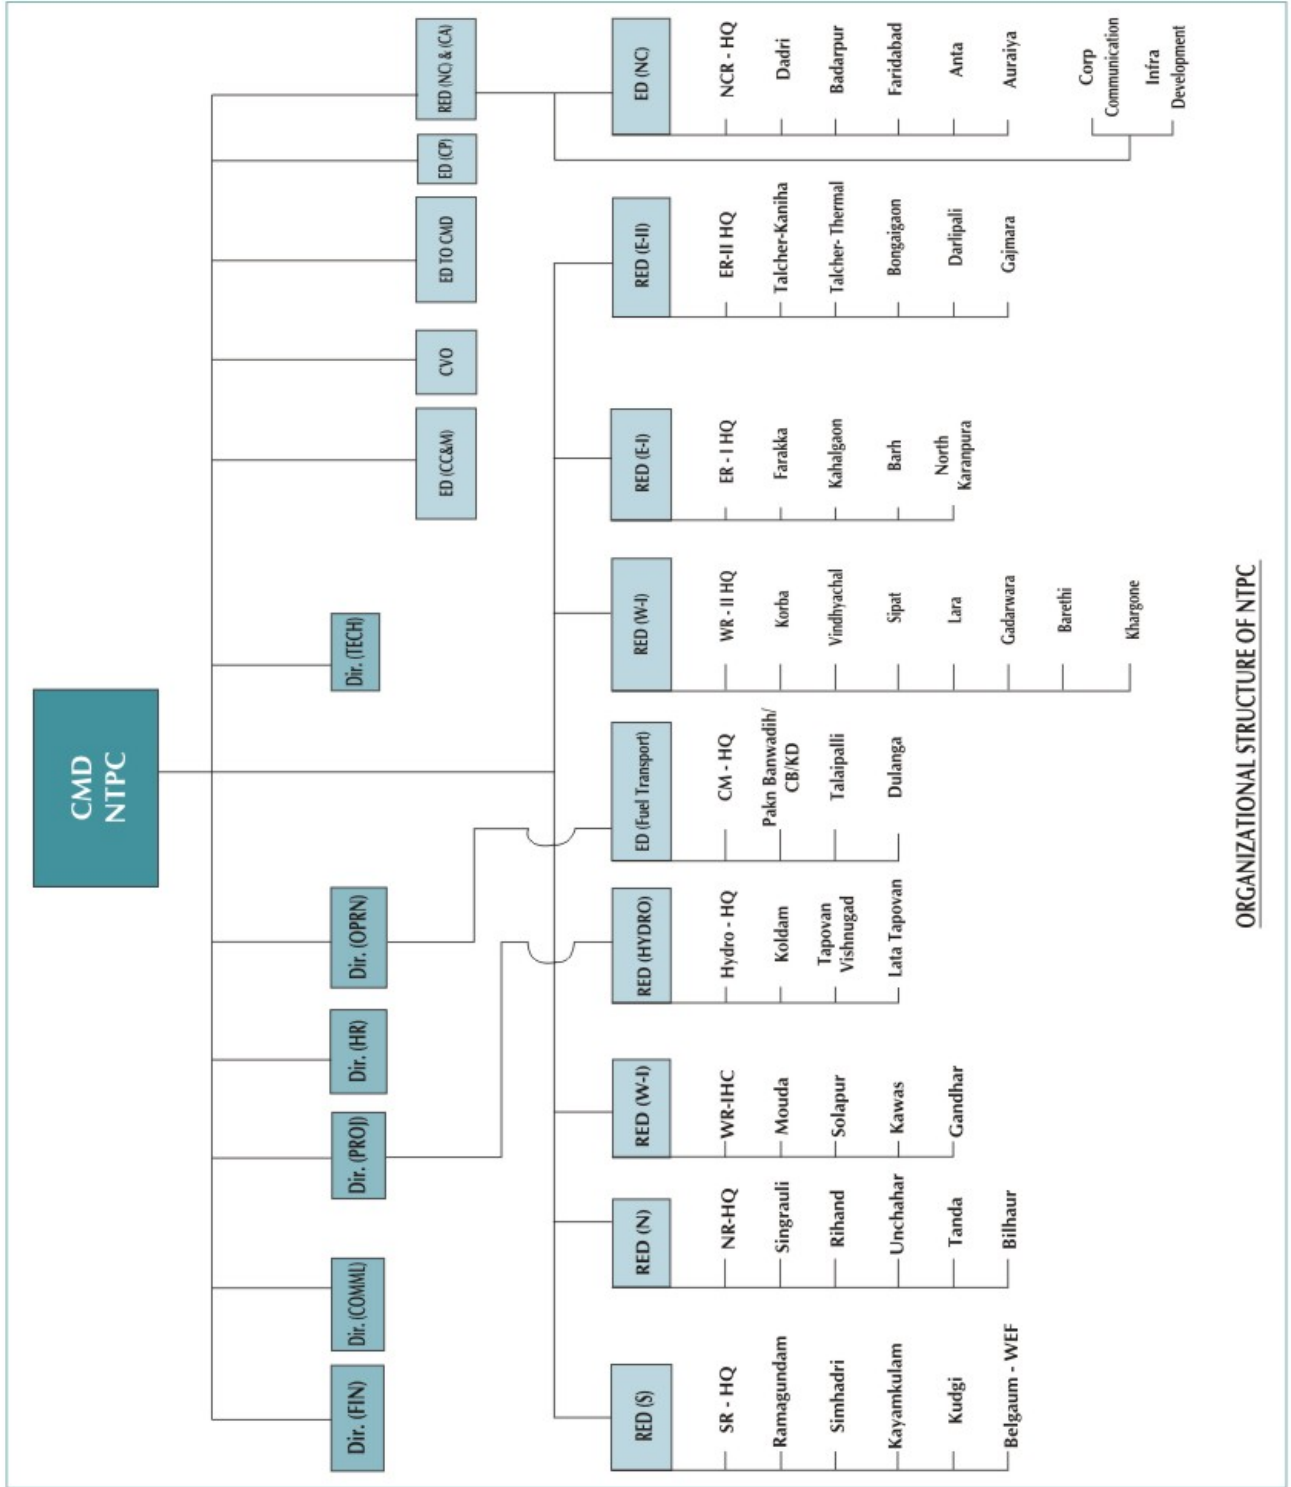 CMD
NTPC
Dir. (FIN)
Dir. (COMML)
Dir. (PROJ)
Dir. (HR)
Dir. (OPRN)
Dir. (TECH)
ED (CC&M)
CVO
ED TO CMD
ED (CP)
RED (NC) & (CA)
RED (S)
SR - HQ
Ramagundam
Simhadri
Kayamkulam
Kudgi
Belgaum - WEF
RED (N)
NR-HQ
Singrauli
Rihand
Unchahar
Tanda
Bilhaur
RED (W-I)
WR-IHC
Mouda
Solapur
Kawas
Gandhar
RED (HYDRO)
Hydro - HQ
Koldam
Tapovan
Vishnugad
Lata Tapovan
ED (Fuel Transport)
CM - HQ
Pakn Banwadih/
CB/KD
Talaipalli
Dulanga
RED (W-I)
WR - II HQ
Korba
Vindhyachal
Sipat
Lara
Gadarwara
Barethi
Khargone
RED (E-I)
ER - I HQ
Farakka
Kahalgaon
Barh
North
Karanpura
RED (E-II)
ER-II HQ
Talcher-Kaniha
Talcher- Thermal
Bongaigaon
Darlipali
Gajmara
ED (NC)
NCR - HQ
Dadri
Badarpur
Faridabad
Anta
Auraiya
Corp
Communication
Infra
Development
ORGANIZATIONAL STRUCTURE OF NTPC